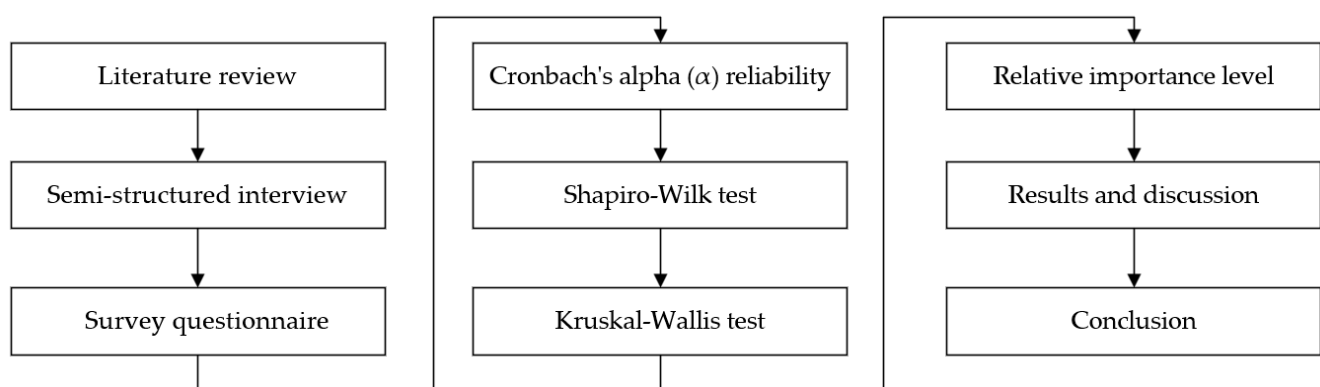 Literature review
Semi-structured interview
Survey questionnaire
Cronbach's alpha (α) reliability
Shapiro-Wilk test
Kruskal-Wallis test
Relative importance level
Results and discussion
Conclusion